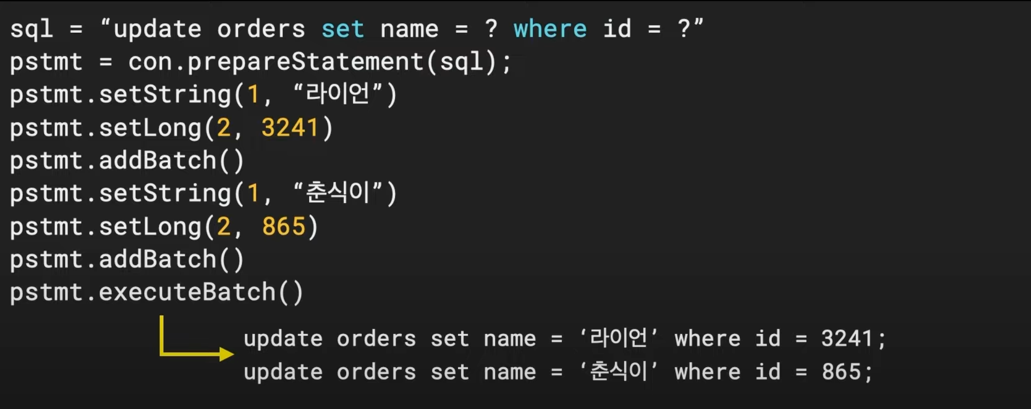 sql = “update orders set name = ? where id = ?”
pstmt = con.prepareStatement(sql);
pstmt.setString(1, “라이언”)
pstmt.setLong(2, 3241)
pstmt.addBatch()
pstmt.setString(1, “춘식이”)
pstmt.setLong(2, 865)
pstmt.addBatch()
pstmt.executeBatch()
update orders set name = ‘라이언’ where id = 3241;
update orders set name = ‘춘식이’ where id = 865;